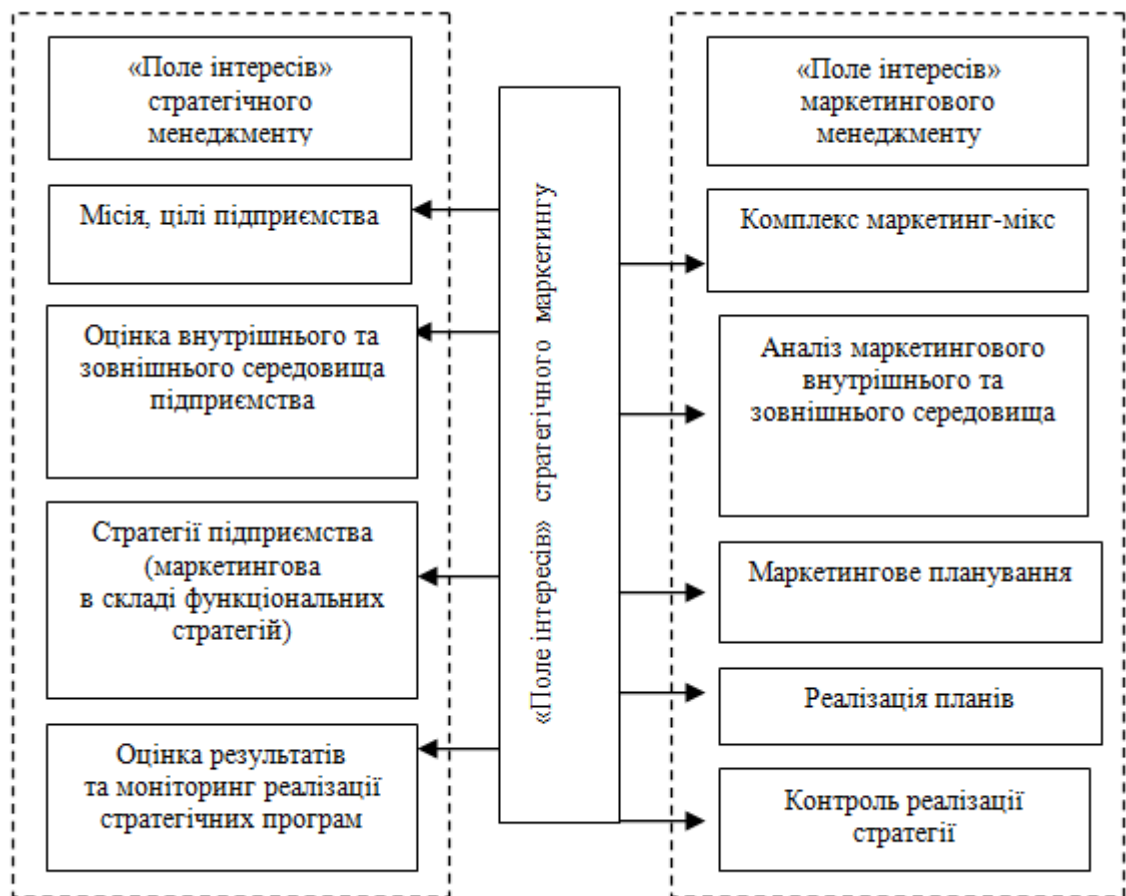 «Поле інтересів»
стратегічного
менеджменту
Місія, цілі підприємства
Оцінка внутрішнього та
зовнішнього середовища
підприємства
Стратегії підприємства
(маркетингова
в складі функціональних
стратегій)
Оцінка результатів
та моніторинг реалізації
стратегічних програм
«Поле інтересів» стратегічного маркетингу
«Поле інтересів»
маркетингового
менеджменту
Комплекс маркетинг-мікс
Аналіз маркетингового
внутрішнього та
зовнішнього середовища
Маркетингове планування
Реалізація планів
Контроль реалізації
стратегії